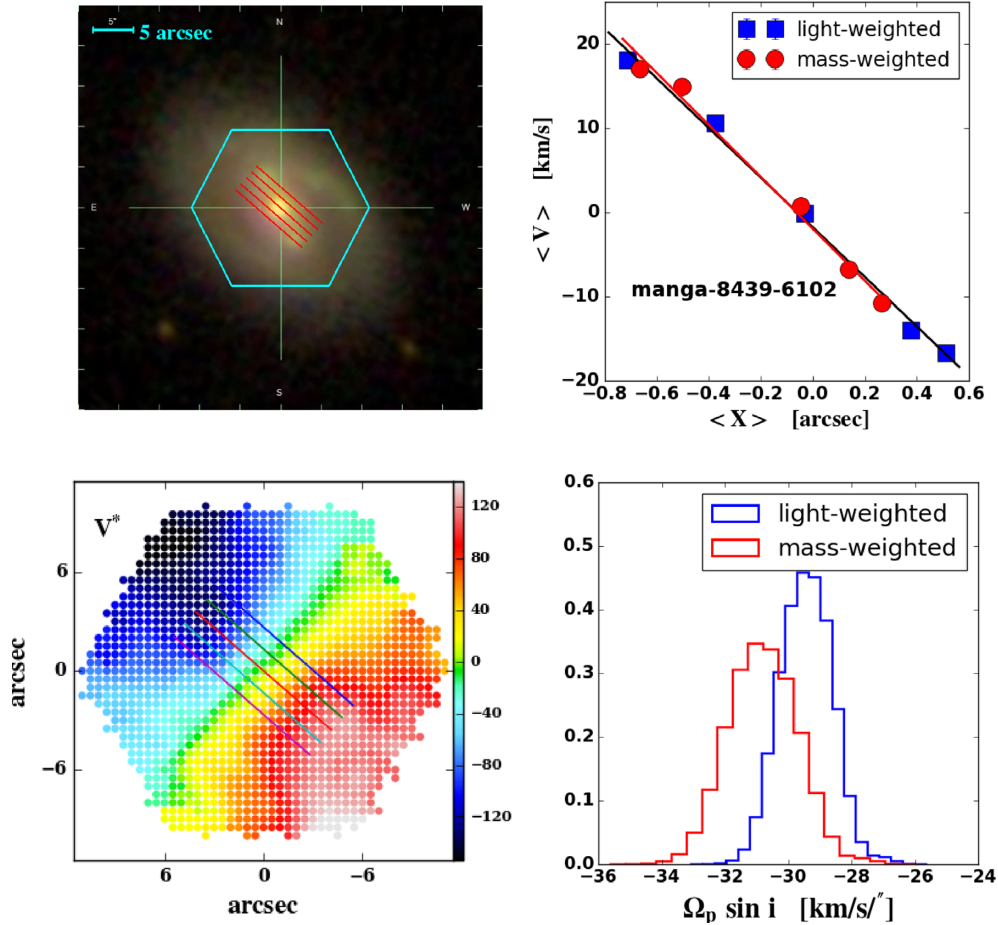 5"
5 arcsec
N
E
W
S
light-weighted
mass-weighted
manga-8439-6102
20
10
0
−10
−20
−0.8 −0.6 −0.4 −0.2 0.0 0.2 0.4 0.6
< V > [km/s]
< X > [arcsec]
V*
6
0
−6
6 0 −6
arcsec
arcsec
120
80
40
0
−40
−80
−120
light-weighted
mass-weighted
0.6
0.5
0.4
0.3
0.2
0.1
0.0
−36 −34 −32 −30 −28 −26 −24
Ωp sin i [km/s/″]